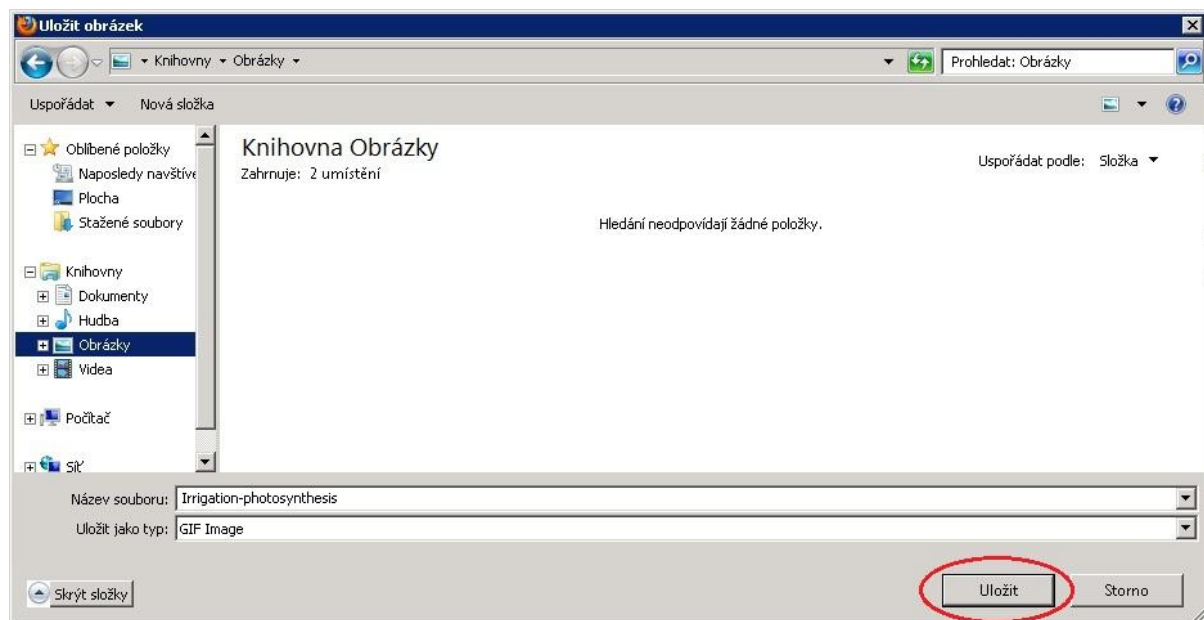 Uložit obrázek
Knihovny Obrázky
Prohledat: Obrázky
Uspořádat Nová složka
Oblíbené položky
Naposledy navštíve
Plocha
Stažené soubory
Knihovny
Dokumenty
Hudba
Obrázky
Videa
Počítač
Síť
Knihovna Obrázky
Zahrnuje: 2 umístění
Uspořádat podle: Složka
Hledání neodpovídají žádné položky.
Název souboru: Irrigation-photosynthesis
Uložit jako typ: GIF Image
Skrýt složky
Uložit Storno